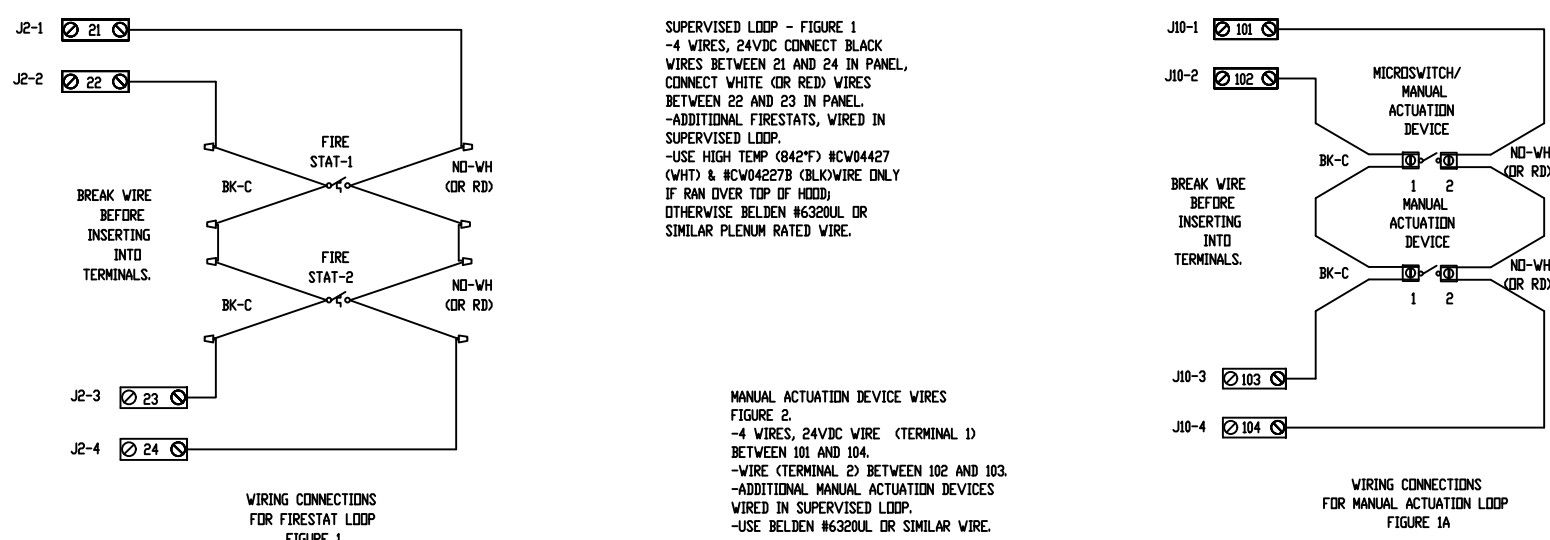 J2-1
21
J2-2
22
FIRE
STAT-1
BK-C
NO-WH
(OR RD)
BREAK WIRE
BEFORE
INSERTING
INTO
TERMINALS.
FIRE
STAT-2
BK-C
NO-WH
(OR RD)
J2-3
23
J2-4
24
WIRING CONNECTIONS
FOR FIRESTAT LOOP
FIGURE 1
SUPERVISED LOOP - FIGURE 1
-4 WIRES, 24VDC CONNECT BLACK
WIRES BETWEEN 21 AND 24 IN PANEL,
CONNECT WHITE (OR RED) WIRES
BETWEEN 22 AND 23 IN PANEL.
-ADDITIONAL FIRESTATS, WIRED IN
SUPERVISED LOOP.
-USE HIGH TEMP (842°F) #CW04427
(WHT) & #CW04227B (BLK)WIRE ONLY
IF RAN OVER TOP OF HOOD;
OTHERWISE BELDEN #6320UL OR
SIMILAR PLENUM RATED WIRE.
MANUAL ACTUATION DEVICE WIRES
FIGURE 2.
-4 WIRES, 24VDC WIRE (TERMINAL 1)
BETWEEN 101 AND 104.
-WIRE (TERMINAL 2) BETWEEN 102 AND 103.
-ADDITIONAL MANUAL ACTUATION DEVICES
WIRED IN SUPERVISED LOOP.
-USE BELDEN #6320UL OR SIMILAR WIRE.
J10-1
101
J10-2
102
MICROSWITCH/
MANUAL
ACTUATION
DEVICE
BK-C
NO-WH
(OR RD)
1 2
BREAK WIRE
BEFORE
INSERTING
INTO
TERMINALS.
MANUAL
ACTUATION
DEVICE
BK-C
NO-WH
(OR RD)
1 2
J10-3
103
J10-4
104
WIRING CONNECTIONS
FOR MANUAL ACTUATION LOOP
FIGURE 1A